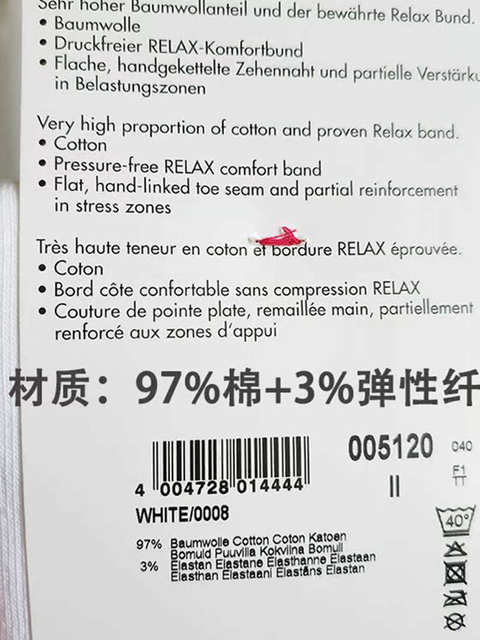 Sehr hoher Baumwollanteil und der bewährte Relax Bund.
• Baumwolle
• Druckfreier RELAX-Komfortbund
• Flache, handgekettelte Zehennaht und partielle Verstärku
in Belastungszonen
Very high proportion of cotton and proven Relax band.
• Cotton
• Pressure-free RELAX comfort band
• Flat, hand-linked toe seam and partial reinforcement
in stress zones
Très haute teneur en coton et bordure RELAX éprouvée.
• Coton
• Bord côte confortable sans compression RELAX
• Couture de pointe plate, remaillée main, partiellement
renforcé aux zones d'appui
材质：97%棉+3%弹性纤
005120 040
F1
TT
II
4 004728 014444
WHITE/0008
40°
97% Baumwolle Cotton Coton Katoen
Bomuld Puuvilla Kokvilna Bomull
3% Elastan Elastane Elasthanne Elastaan
Elasthan Elastaani Elastāns Elastan